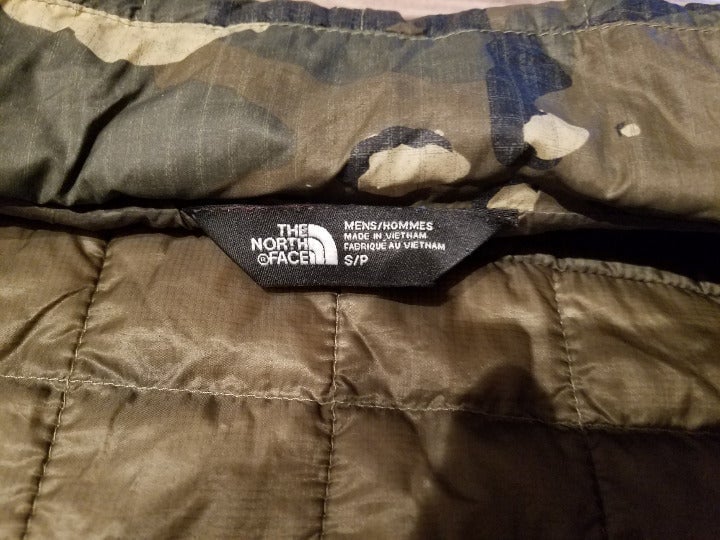 THE
NORTH
®FACE
MENS/HOMMES
MADE IN VIETNAM
FABRIQUÉ AU VIETNAM
S/P